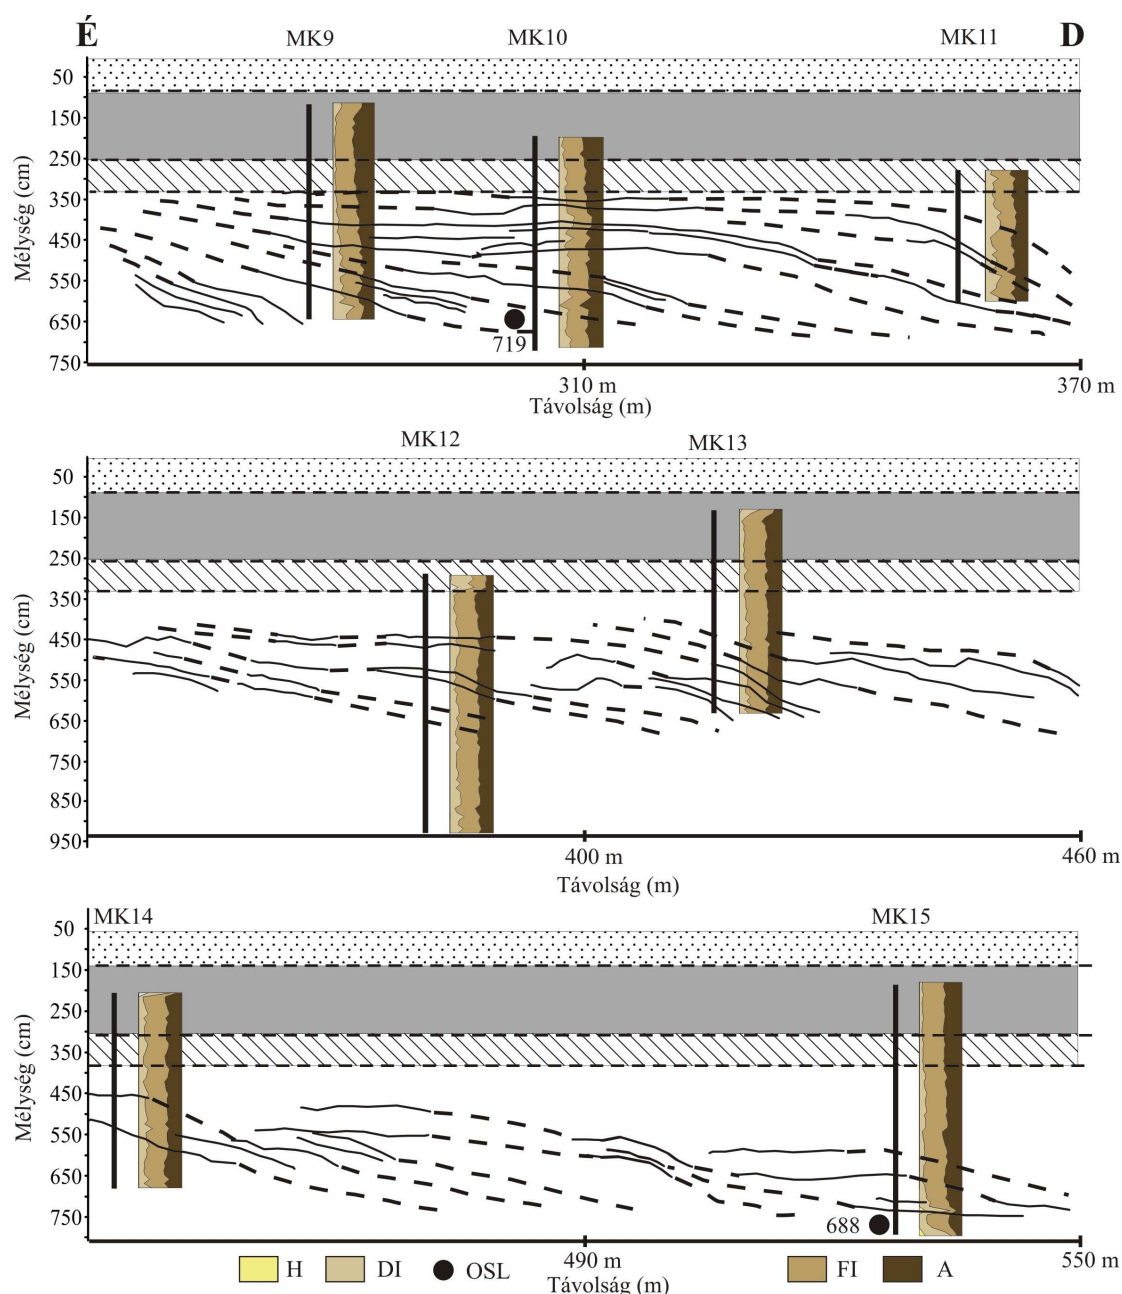 É D
MK9 MK10 MK11
50
150
250
350
450
550
650
750
Mélység (cm)
719
310 m 370 m
Távolság (m)
MK12 MK13
50
150
250
350
450
550
650
750
850
950
Mélység (cm)
400 m 460 m
Távolság (m)
MK14 MK15
50
150
250
350
450
550
650
750
Mélység (cm)
688
490 m 550 m
H DI OSL FI A
Távolság (m)